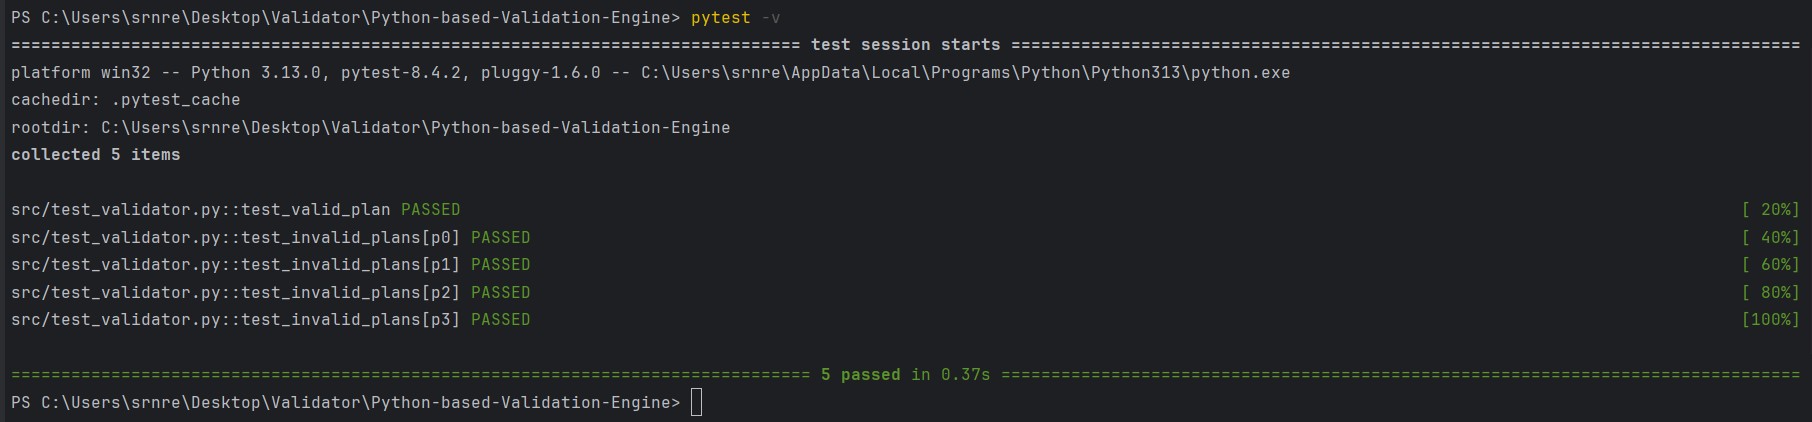 PS C:\Users\srnre\Desktop\Validator\Python-based-Validation-Engine> pytest -v
=============================================================================== test session starts ===============================================================================
platform win32 -- Python 3.13.0, pytest-8.4.2, pluggy-1.6.0 -- C:\Users\srnre\AppData\Local\Programs\Python\Python313\python.exe
cachedir: .pytest_cache
rootdir: C:\Users\srnre\Desktop\Validator\Python-based-Validation-Engine
collected 5 items
src/test_validator.py::test_valid_plan PASSED [ 20%]
src/test_validator.py::test_invalid_plans[p0] PASSED [ 40%]
src/test_validator.py::test_invalid_plans[p1] PASSED [ 60%]
src/test_validator.py::test_invalid_plans[p2] PASSED [ 80%]
src/test_validator.py::test_invalid_plans[p3] PASSED [100%]
================================================================================ 5 passed in 0.37s ================================================================================
PS C:\Users\srnre\Desktop\Validator\Python-based-Validation-Engine>